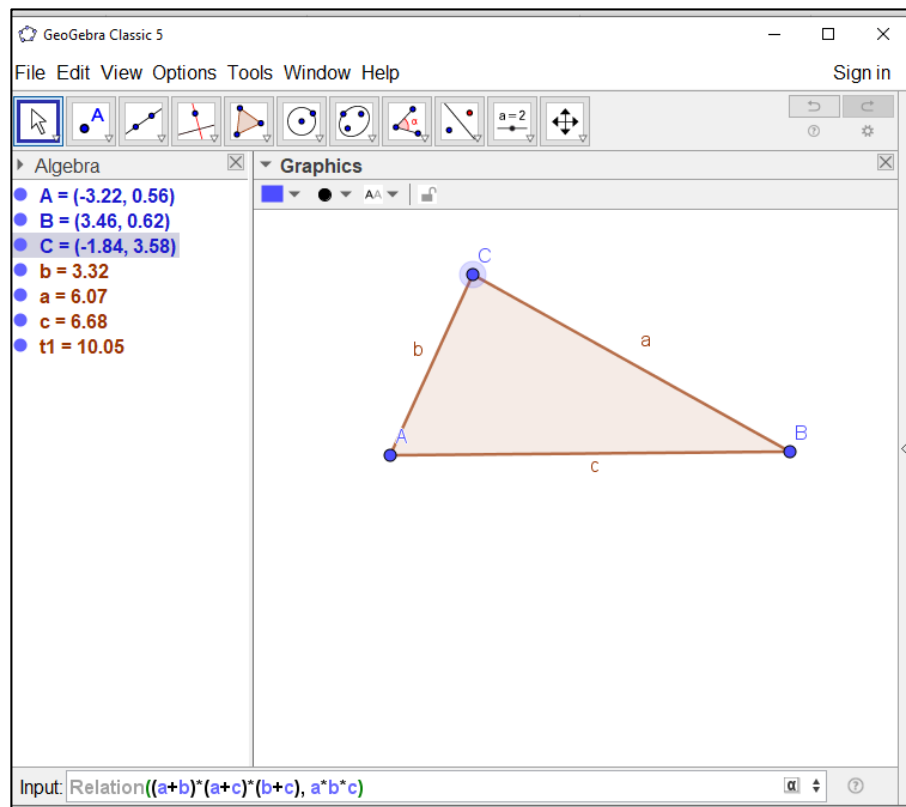 GeoGebra Classic 5
File Edit View Options Tools Window Help Sign in
A a=2
Algebra
Graphics
A = (-3.22, 0.56)
B = (3.46, 0.62)
C = (-1.84, 3.58)
b = 3.32
a = 6.07
c = 6.68
t1 = 10.05
AA
C
b
a
A
B
c
Input: Relation((a+b)*(a+c)*(b+c), a*b*c) α